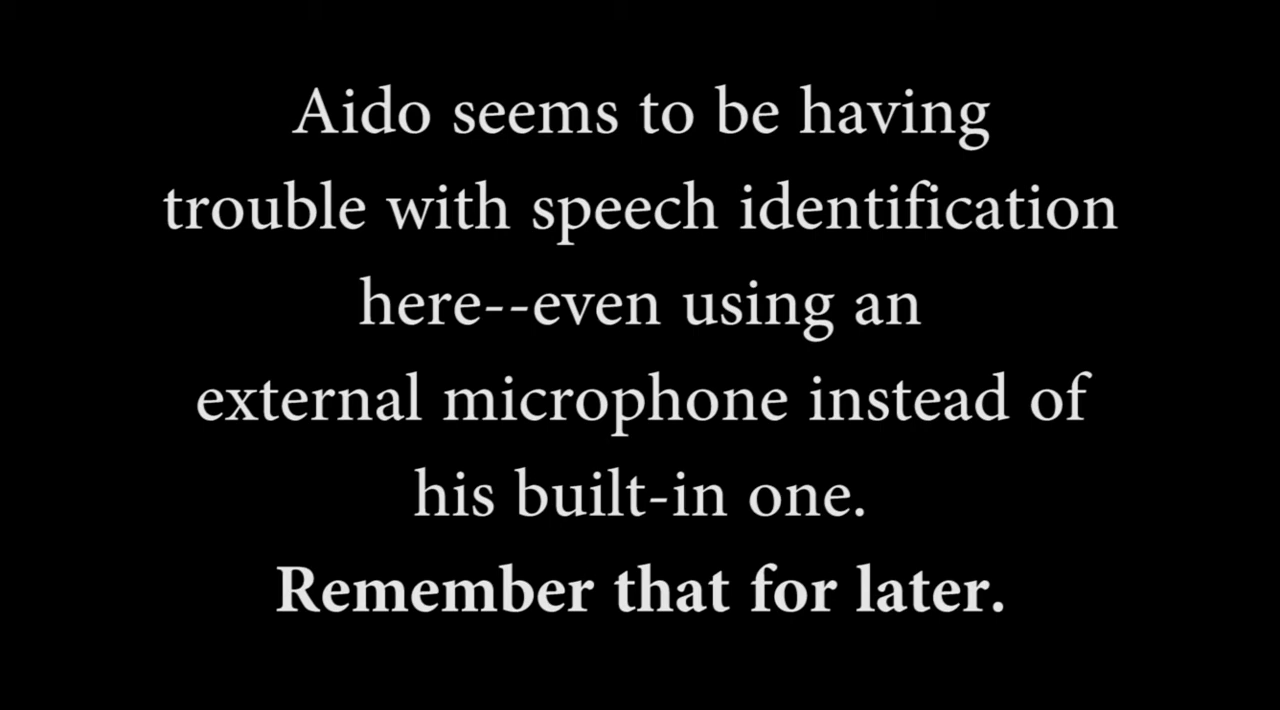 Aido seems to be having
trouble with speech identification
here--even using an
external microphone instead of
his built-in one.
Remember that for later.